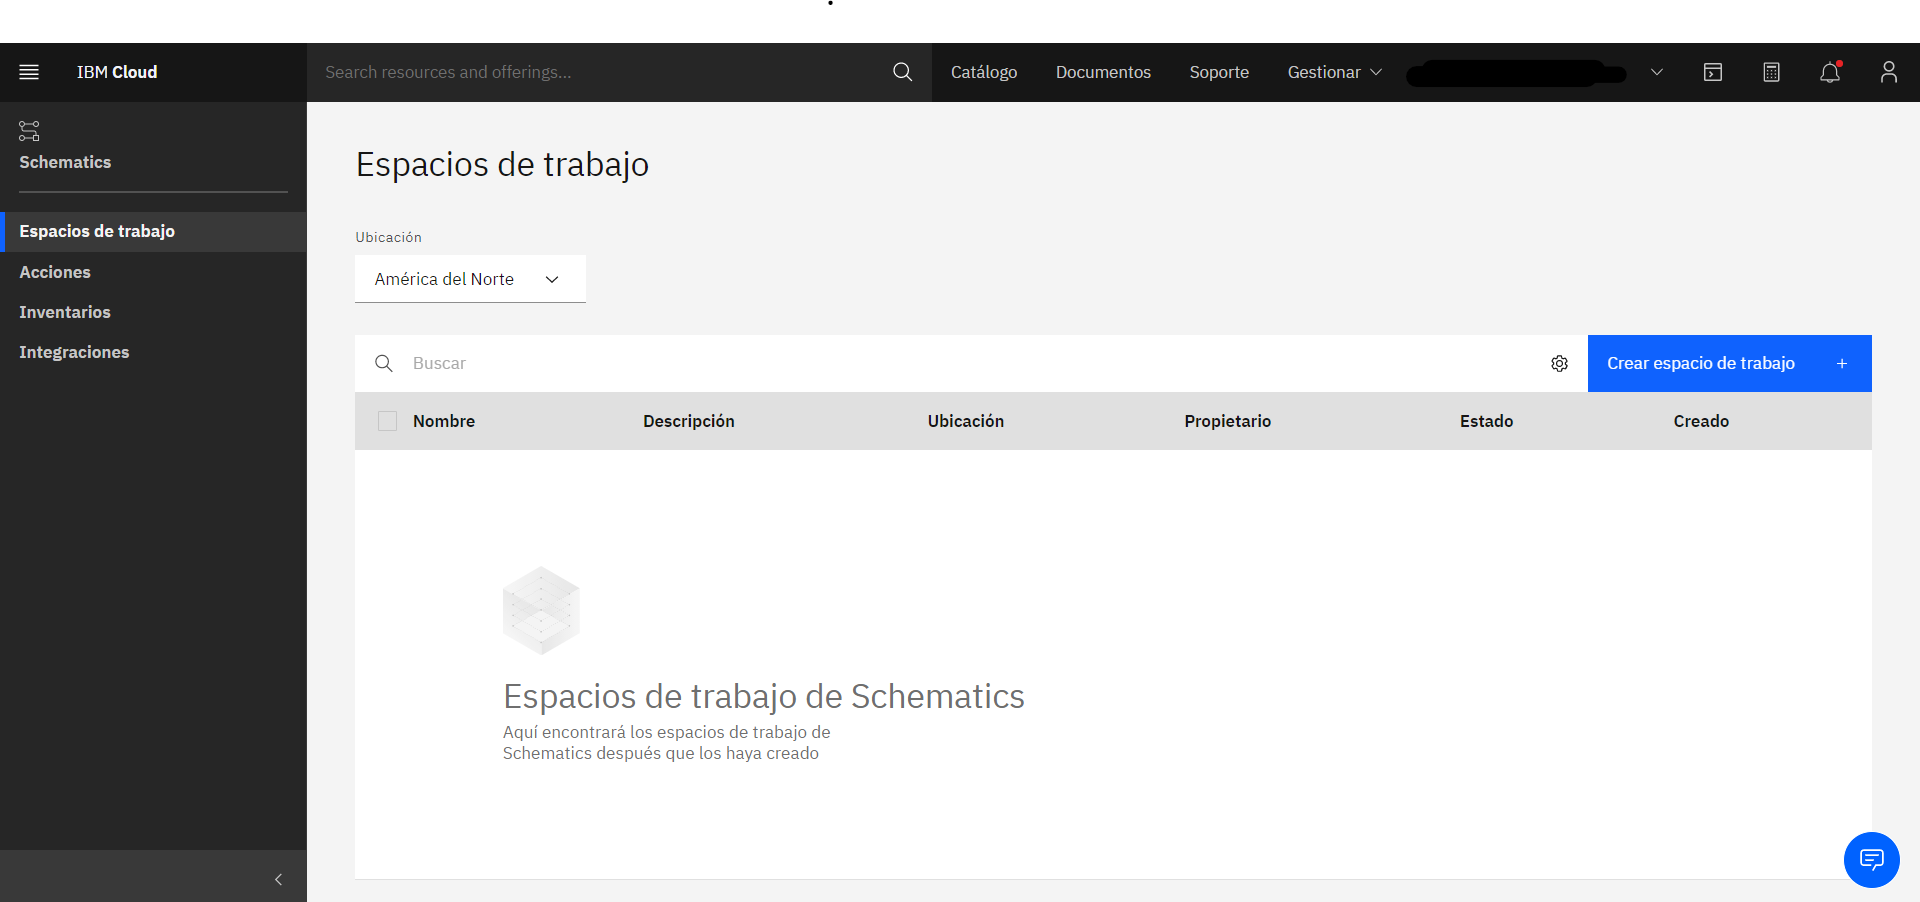 IBM Cloud
Search resources and offerings...
Catálogo
Documentos
Soporte
Gestionar
Schematics
Espacios de trabajo
Acciones
Inventarios
Integraciones
Espacios de trabajo
Ubicación
América del Norte
Buscar
Crear espacio de trabajo +
Nombre Descripción Ubicación Propietario Estado Creado
Espacios de trabajo de Schematics
Aquí encontrará los espacios de trabajo de
Schematics después que los haya creado